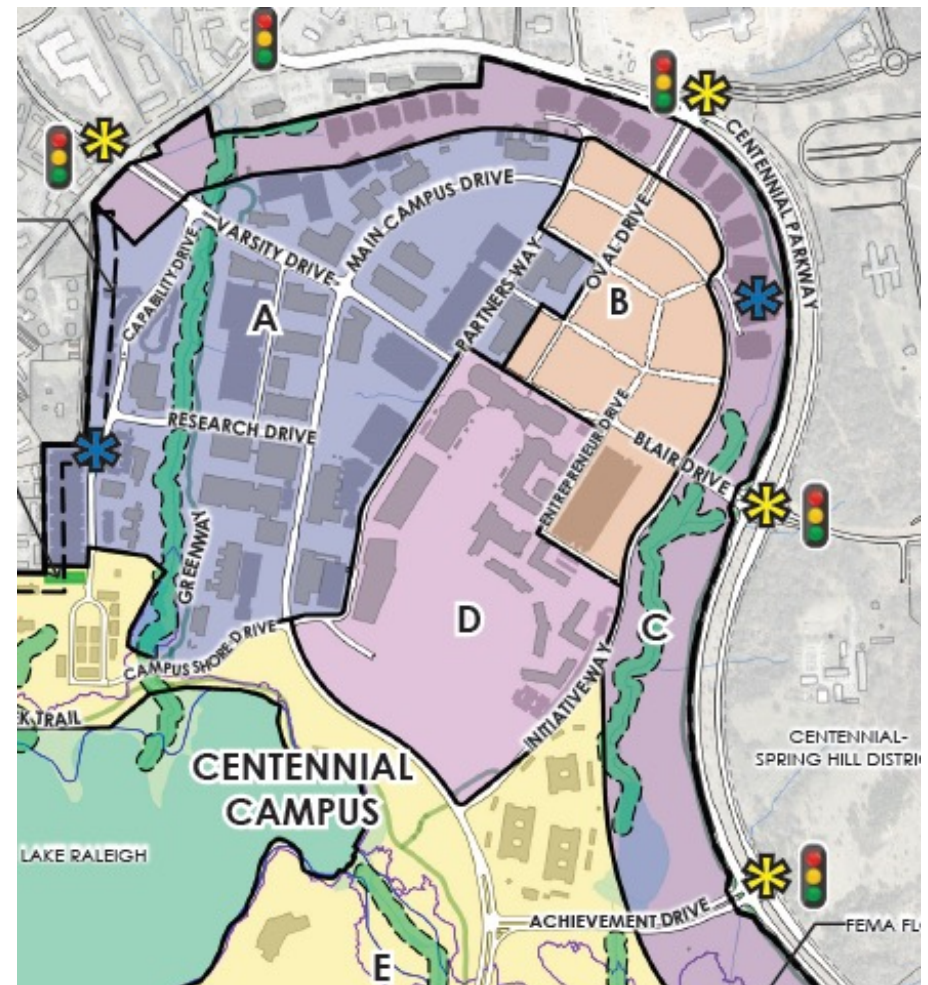 CENTENNIAL PARKWAY
MAIN CAMPUS DRIVE
VARSITY DRIVE
CAPABILITY DRIVE
OVAL DRIVE
PARTNERS WAY
A
B
RESEARCH DRIVE
BLAIR DRIVE
ENTREPRENEUR DRIVE
GREENWAY
D
C
CAMPUS SHORE DRIVE
INITIATIVE WAY
K TRAIL
CENTENNIAL
CAMPUS
CENTENNIAL-
SPRING HILL DISTRI
LAKE RALEIGH
ACHIEVEMENT DRIVE
FEMA FL
E